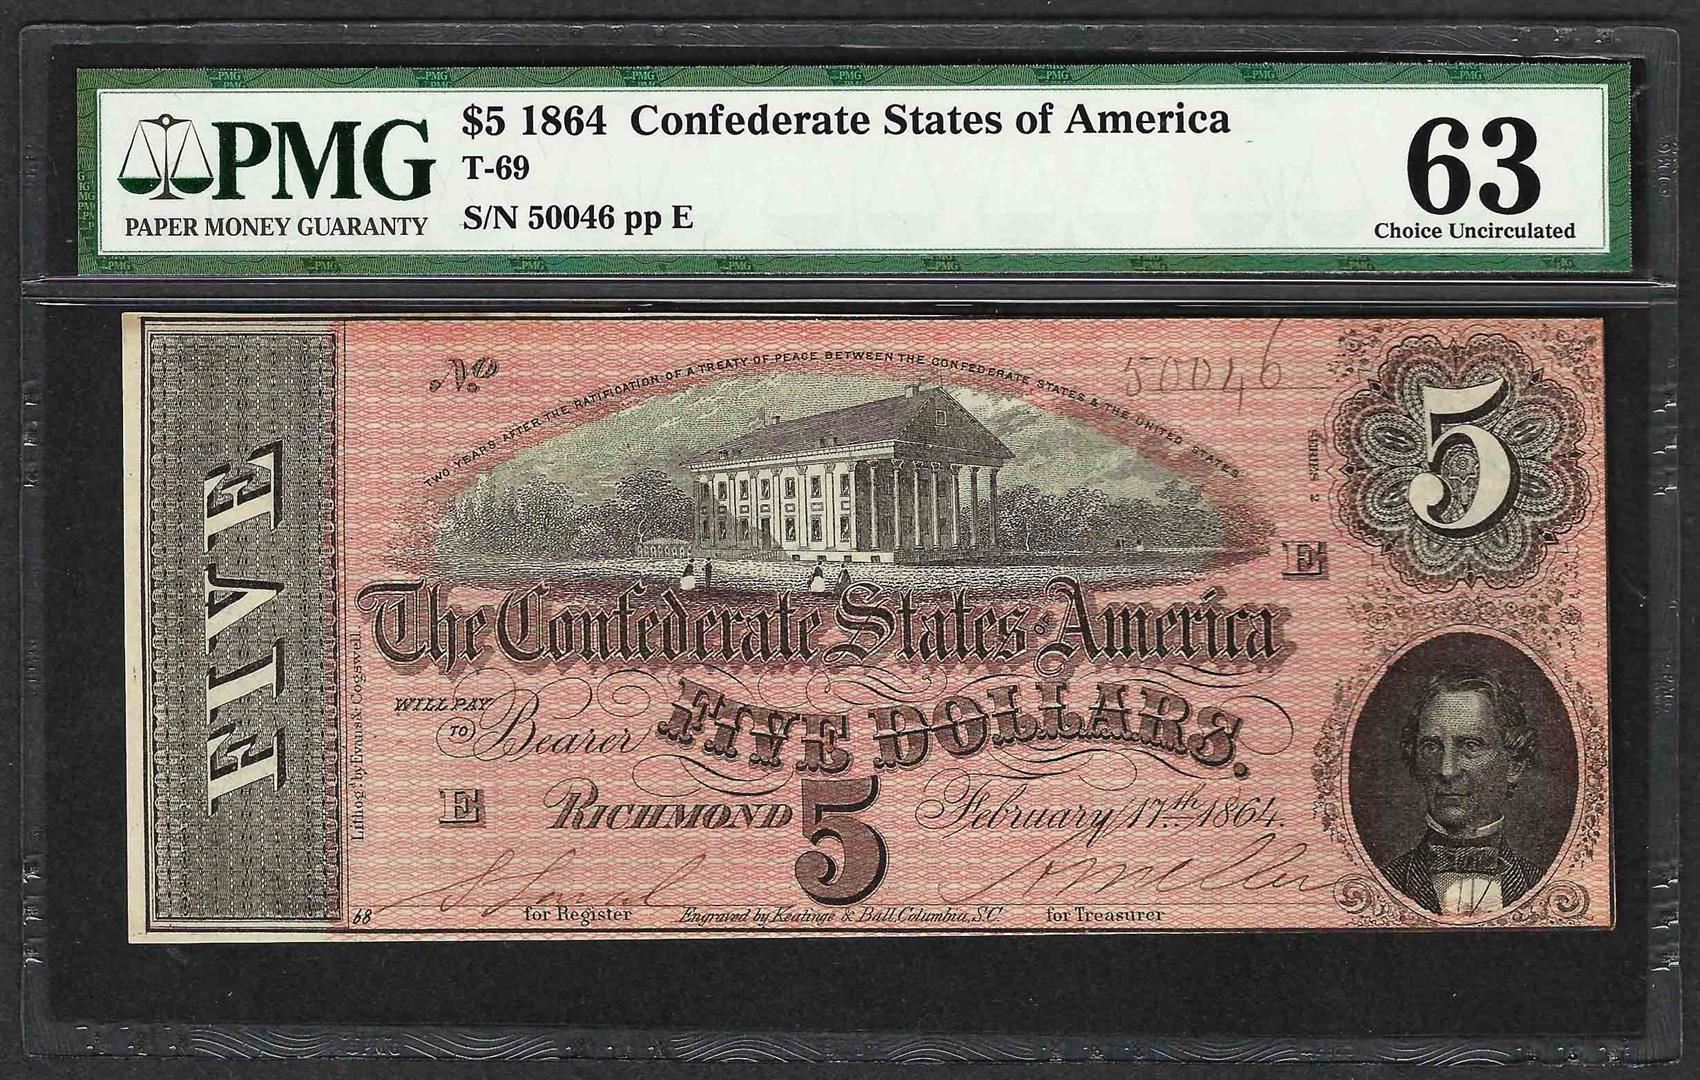 PMG
PAPER MONEY GUARANTY
$5 1864 Confederate States of America
T-69
S/N 50046 pp E
63
Choice Uncirculated
No
50046
TWO YEARS AFTER THE RATIFICATION OF A TREATY OF PEACE BETWEEN THE CONFEDERATE STATES & THE UNITED STATES
SERIES 2
5
FIVE
E
The Confederate States OF America
WILL PAY
TO Bearer FIVE DOLLARS.
E
RICHMOND 5 February 17th 1864.
Lithog'd by Evans & Cogswell.
68
for Register
Engraved by Keatinge & Ball, Columbia, S.C.
for Treasurer